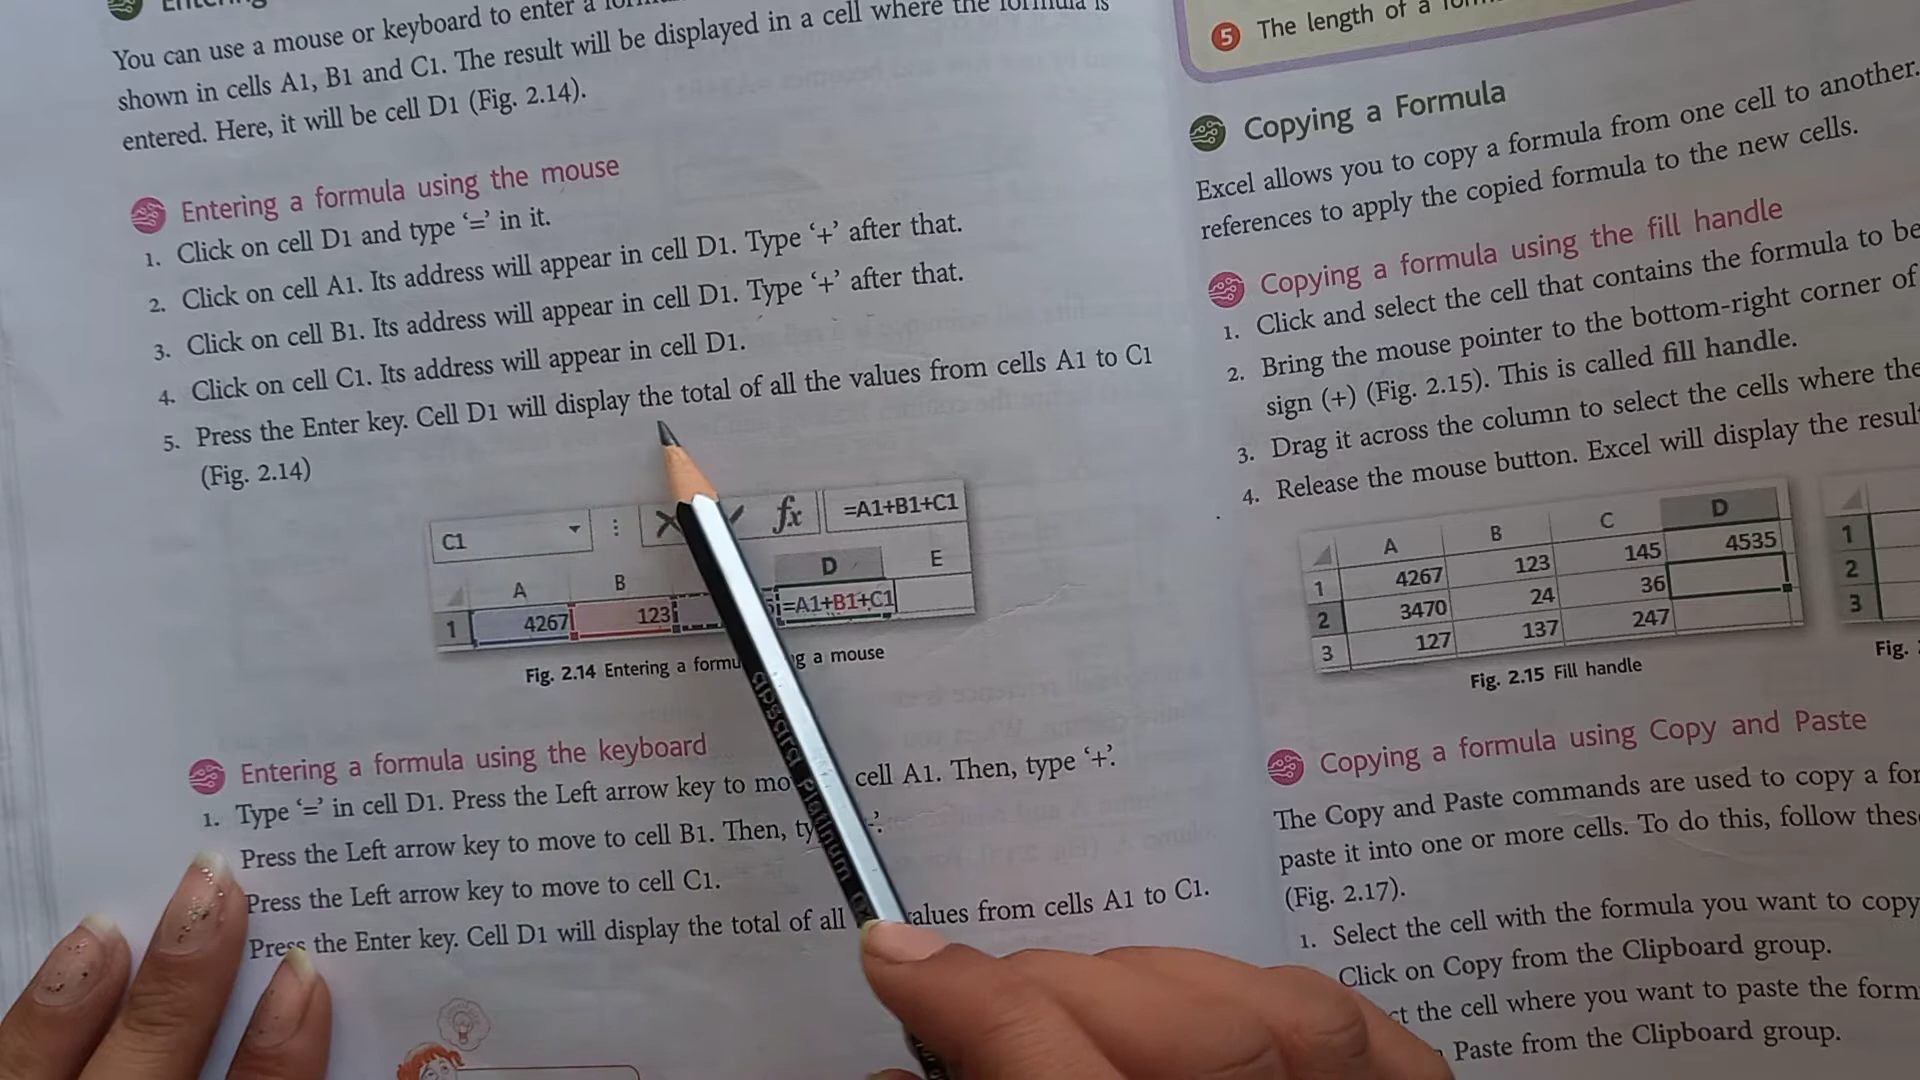 You can use a mouse or keyboard to enter a
shown in cells A1, B1 and C1. The result will be displayed in a cell where the formula is
entered. Here, it will be cell D1 (Fig. 2.14).
Entering a formula using the mouse
1. Click on cell D1 and type ‘=’ in it.
2. Click on cell A1. Its address will appear in cell D1. Type ‘+’ after that.
3. Click on cell B1. Its address will appear in cell D1. Type ‘+’ after that.
4. Click on cell C1. Its address will appear in cell D1.
5. Press the Enter key. Cell D1 will display the total of all the values from cells A1 to C1
(Fig. 2.14)
C1 fx =A1+B1+C1
A B D E
1 4267 123 =A1+B1+C1
Fig. 2.14 Entering a a mouse
Entering a formula using the keyboard
1. Type ‘=’ in cell D1. Press the Left arrow key to cell A1. Then, type ‘+’.
Press the Left arrow key to move to cell B1. Then,
Press the Left arrow key to move to cell C1.
Press the Enter key. Cell D1 will display the total of all values from cells A1 to C1.
apsara Platinum
5 The length of a
Copying a Formula
Excel allows you to copy a formula from one cell to another.
references to apply the copied formula to the new cells.
Copying a formula using the fill handle
1. Click and select the cell that contains the formula to be
2. Bring the mouse pointer to the bottom-right corner of
sign (+) (Fig. 2.15). This is called fill handle.
3. Drag it across the column to select the cells where the
4. Release the mouse button. Excel will display the
A B C D
1 4267 123 145 4535
2 3470 24 36
3 127 137 247
Fig. 2.15 Fill handle
1
2
3
Fig.
Copying a formula using Copy and Paste
The Copy and Paste commands are used to copy a
paste it into one or more cells. To do this, follow
(Fig. 2.17).
1. Select the cell with the formula you want to copy
Click on Copy from the Clipboard group.
the cell where you want to paste the
Paste from the Clipboard group.